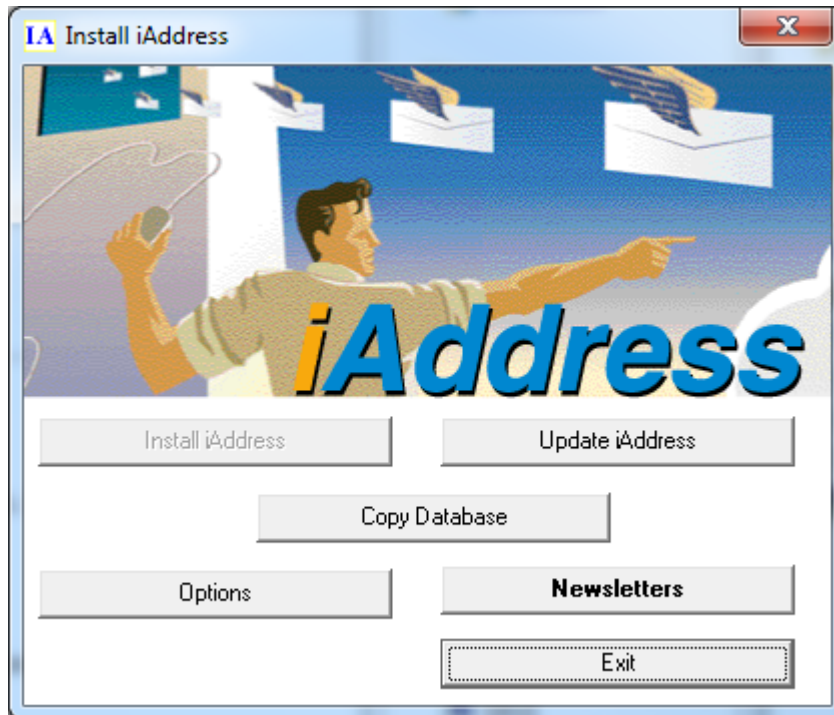 IA Install iAddress
iAddress
Install iAddress
Update iAddress
Copy Database
Options
Newsletters
Exit